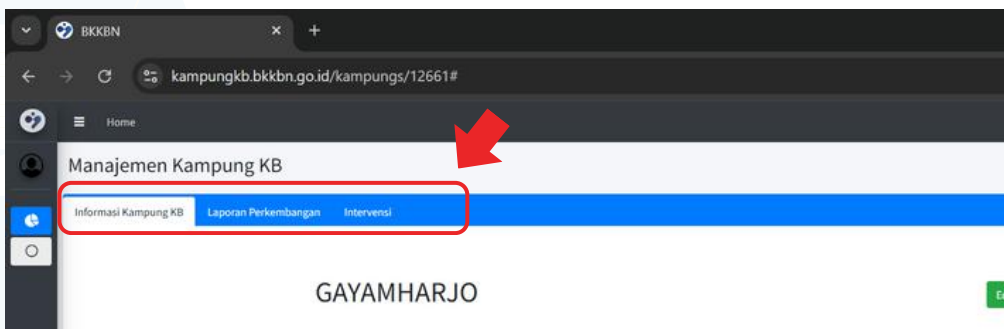 BKKBN
kampungkb.bkkbn.go.id/kampungs/12661#
Home
Manajemen Kampung KB
Informasi Kampung KB Laporan Perkembangan Intervensi
GAYAMHARJO